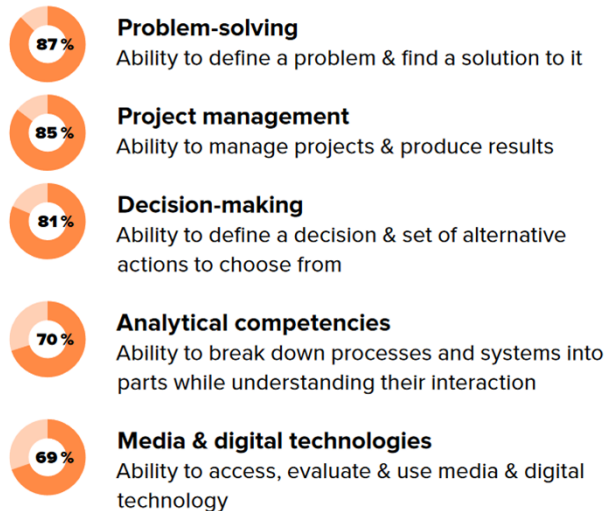 87%
Problem-solving
Ability to define a problem & find a solution to it
85%
Project management
Ability to manage projects & produce results
81%
Decision-making
Ability to define a decision & set of alternative
actions to choose from
70%
Analytical competencies
Ability to break down processes and systems into
parts while understanding their interaction
69%
Media & digital technologies
Ability to access, evaluate & use media & digital
technology